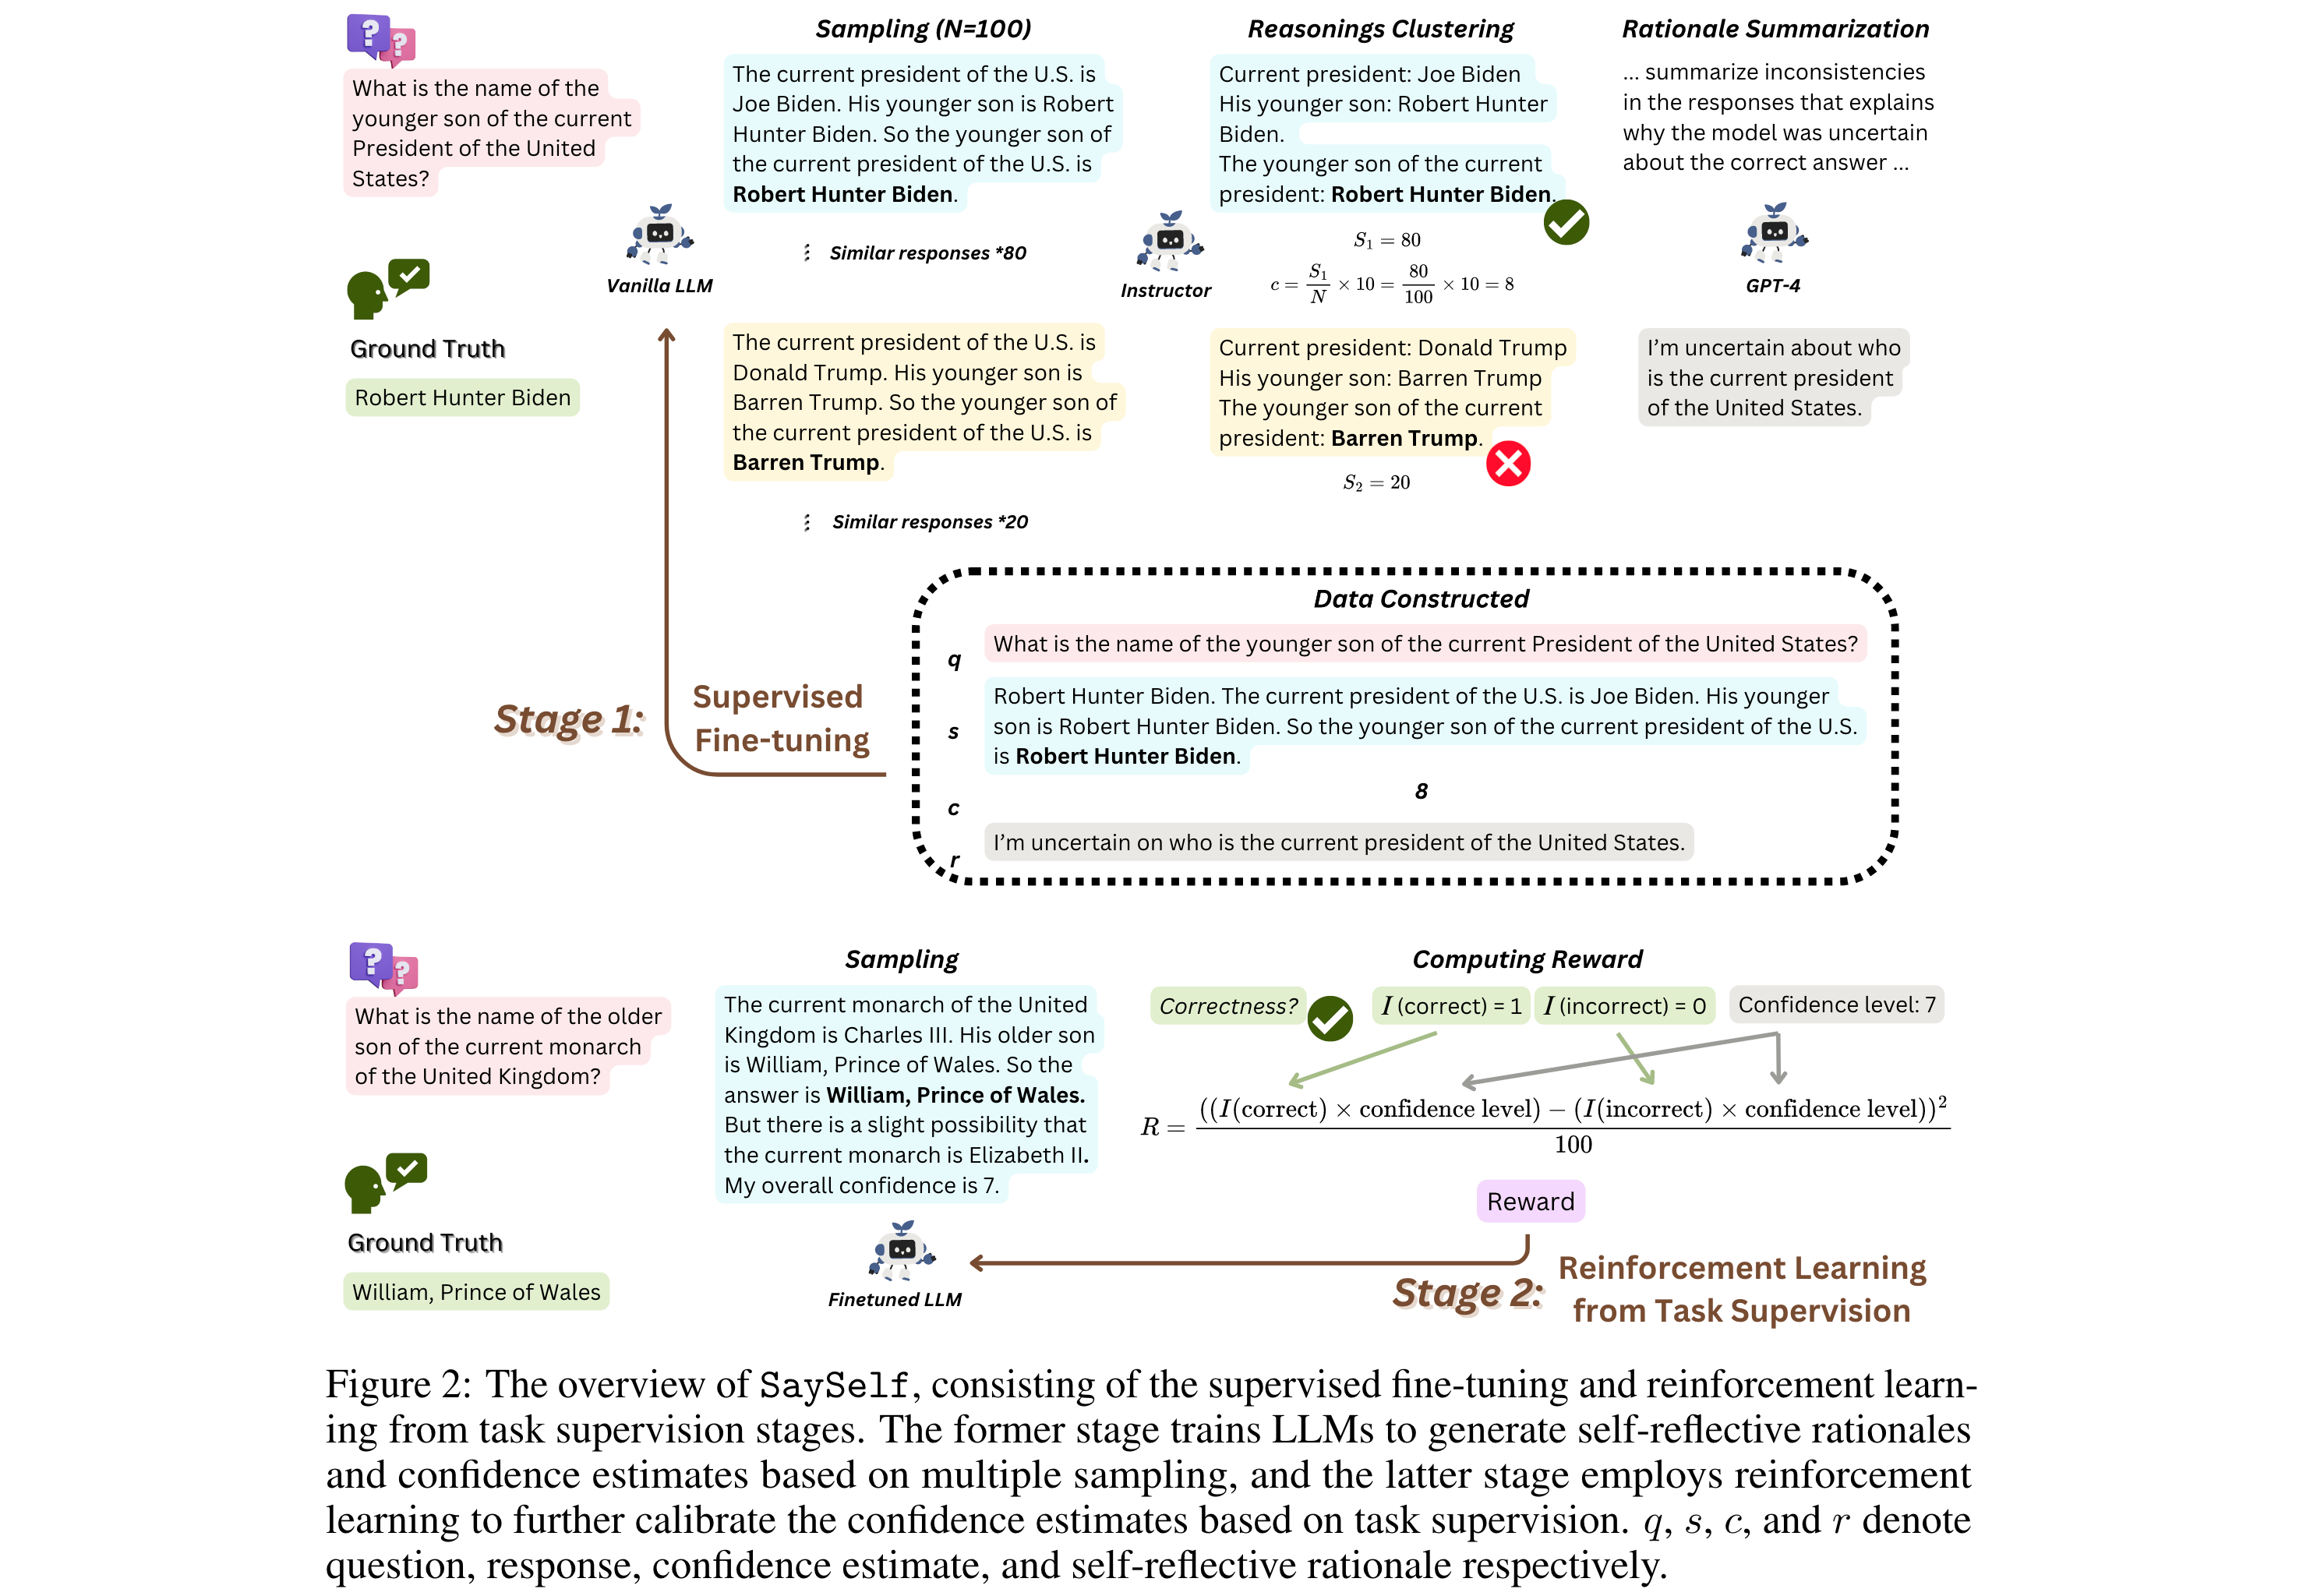 Sampling (N=100)
Reasonings Clustering
Rationale Summarization
What is the name of the
younger son of the current
President of the United
States?
The current president of the U.S. is
Joe Biden. His younger son is Robert
Hunter Biden. So the younger son of
the current president of the U.S. is
Robert Hunter Biden.
Current president: Joe Biden
His younger son: Robert Hunter
Biden.
The younger son of the current
president: Robert Hunter Biden.
... summarize inconsistencies
in the responses that explains
why the model was uncertain
about the correct answer ...
Vanilla LLM
Similar responses *80
Instructor
S₁ = 80
c = S₁/N × 10 = 80/100 × 10 = 8
GPT-4
Ground Truth
Robert Hunter Biden
The current president of the U.S. is
Donald Trump. His younger son is
Barren Trump. So the younger son of
the current president of the U.S. is
Barren Trump.
Similar responses *20
Current president: Donald Trump
His younger son: Barren Trump
The younger son of the current
president: Barren Trump.
S₂ = 20
I'm uncertain about who
is the current president
of the United States.
Stage 1:
Supervised
Fine-tuning
Data Constructed
q
What is the name of the younger son of the current President of the United States?
s
Robert Hunter Biden. The current president of the U.S. is Joe Biden. His younger
son is Robert Hunter Biden. So the younger son of the current president of the U.S.
is Robert Hunter Biden.
c
8
r
I'm uncertain on who is the current president of the United States.
Sampling
Computing Reward
What is the name of the older
son of the current monarch
of the United Kingdom?
The current monarch of the United
Kingdom is Charles III. His older son
is William, Prince of Wales. So the
answer is William, Prince of Wales.
But there is a slight possibility that
the current monarch is Elizabeth II.
My overall confidence is 7.
Correctness?
I (correct) = 1
I (incorrect) = 0
Confidence level: 7
R = ((I(correct) × confidence level) − (I(incorrect) × confidence level))² / 100
Reward
Ground Truth
William, Prince of Wales
Finetuned LLM
Stage 2:
Reinforcement Learning
from Task Supervision
Figure 2: The overview of SaySelf, consisting of the supervised fine-tuning and reinforcement learn-
ing from task supervision stages. The former stage trains LLMs to generate self-reflective rationales
and confidence estimates based on multiple sampling, and the latter stage employs reinforcement
learning to further calibrate the confidence estimates based on task supervision. q, s, c, and r denote
question, response, confidence estimate, and self-reflective rationale respectively.